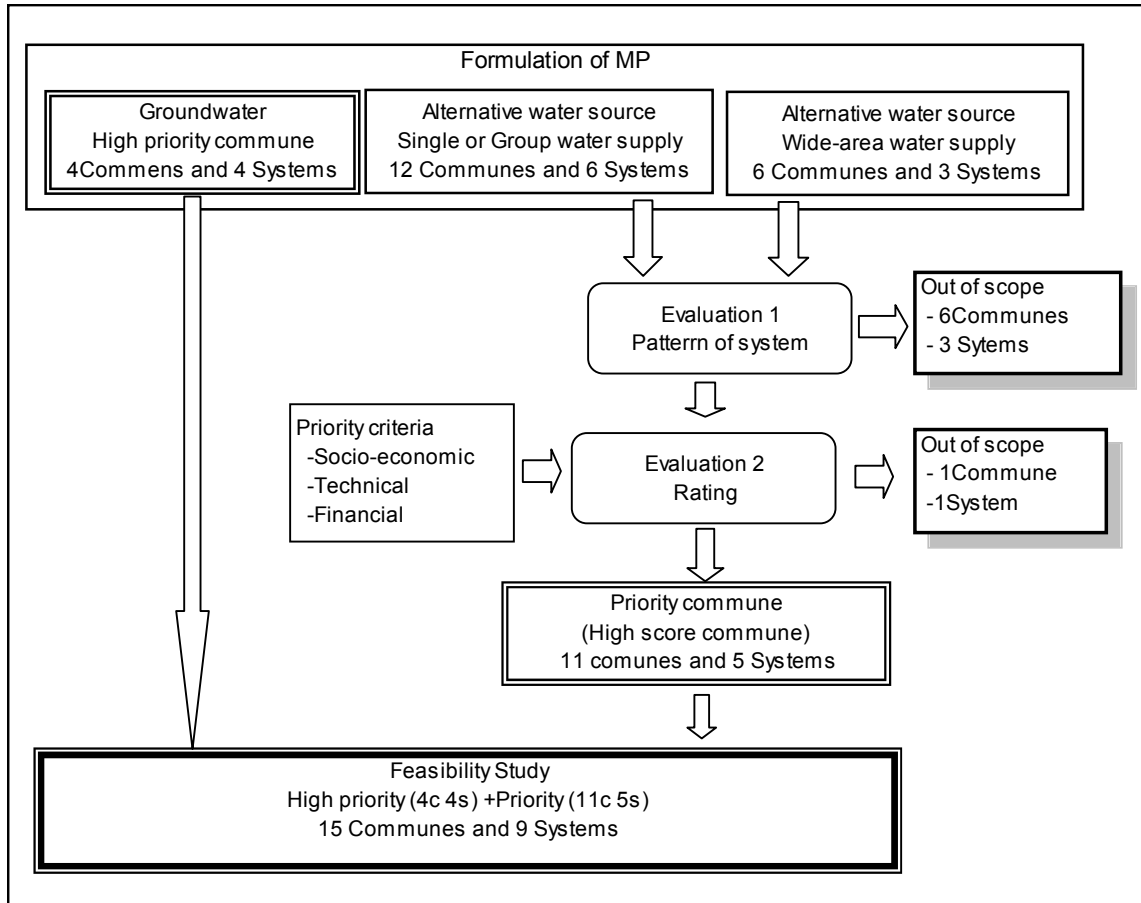 Formulation of MP
Groundwater
High priority commune
4Commens and 4 Systems
Alternative water source
Single or Group water supply
12 Communes and 6 Systems
Alternative water source
Wide-area water supply
6 Communes and 3 Systems
Evaluation 1
Patterrn of system
Out of scope
- 6Communes
- 3 Sytems
Priority criteria
-Socio-economic
-Technical
-Financial
Evaluation 2
Rating
Out of scope
- 1Commune
-1System
Priority commune
(High score commune)
11 comunes and 5 Systems
Feasibility Study
High priority (4c 4s) +Priority (11c 5s)
15 Communes and 9 Systems